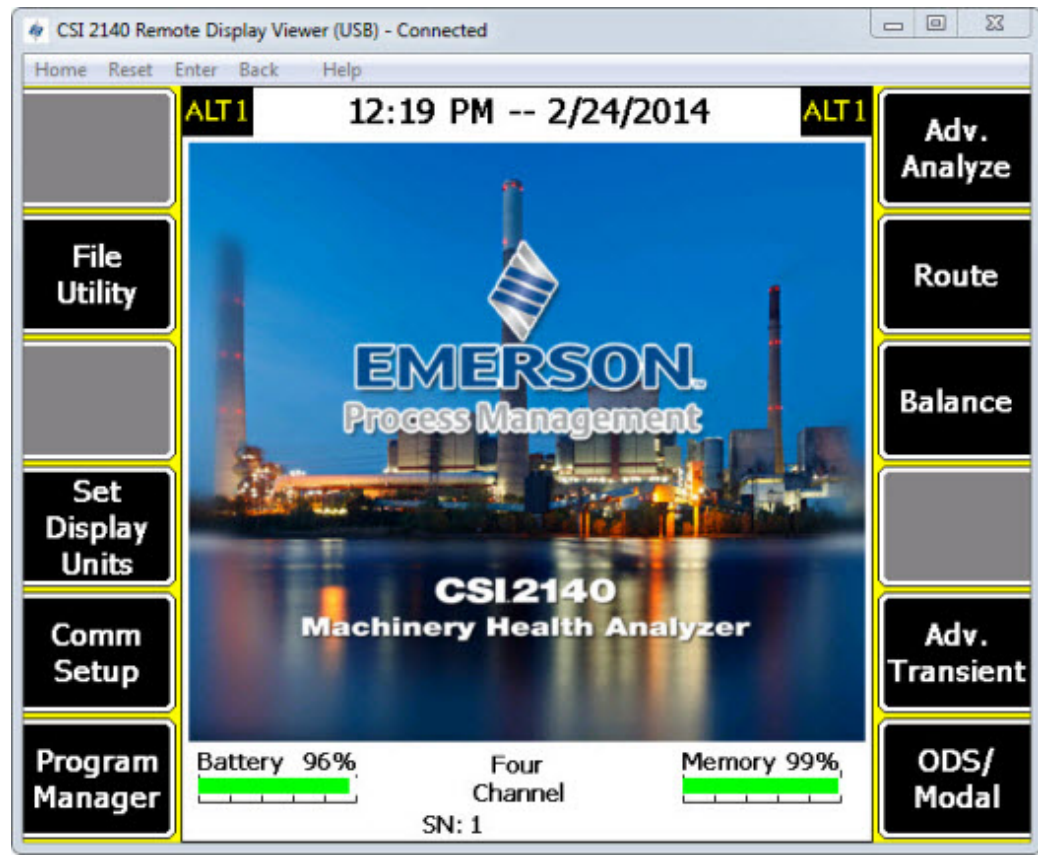 CSI 2140 Remote Display Viewer (USB) - Connected
Home Reset Enter Back Help
ALT1
12:19 PM -- 2/24/2014
ALT1
File
Utility
Set
Display
Units
Comm
Setup
Program
Manager
EMERSON™
Process Management
CSI 2140
Machinery Health Analyzer
Battery 96%
Four
Channel
Memory 99%
SN: 1
Adv.
Analyze
Route
Balance
Adv.
Transient
ODS/
Modal